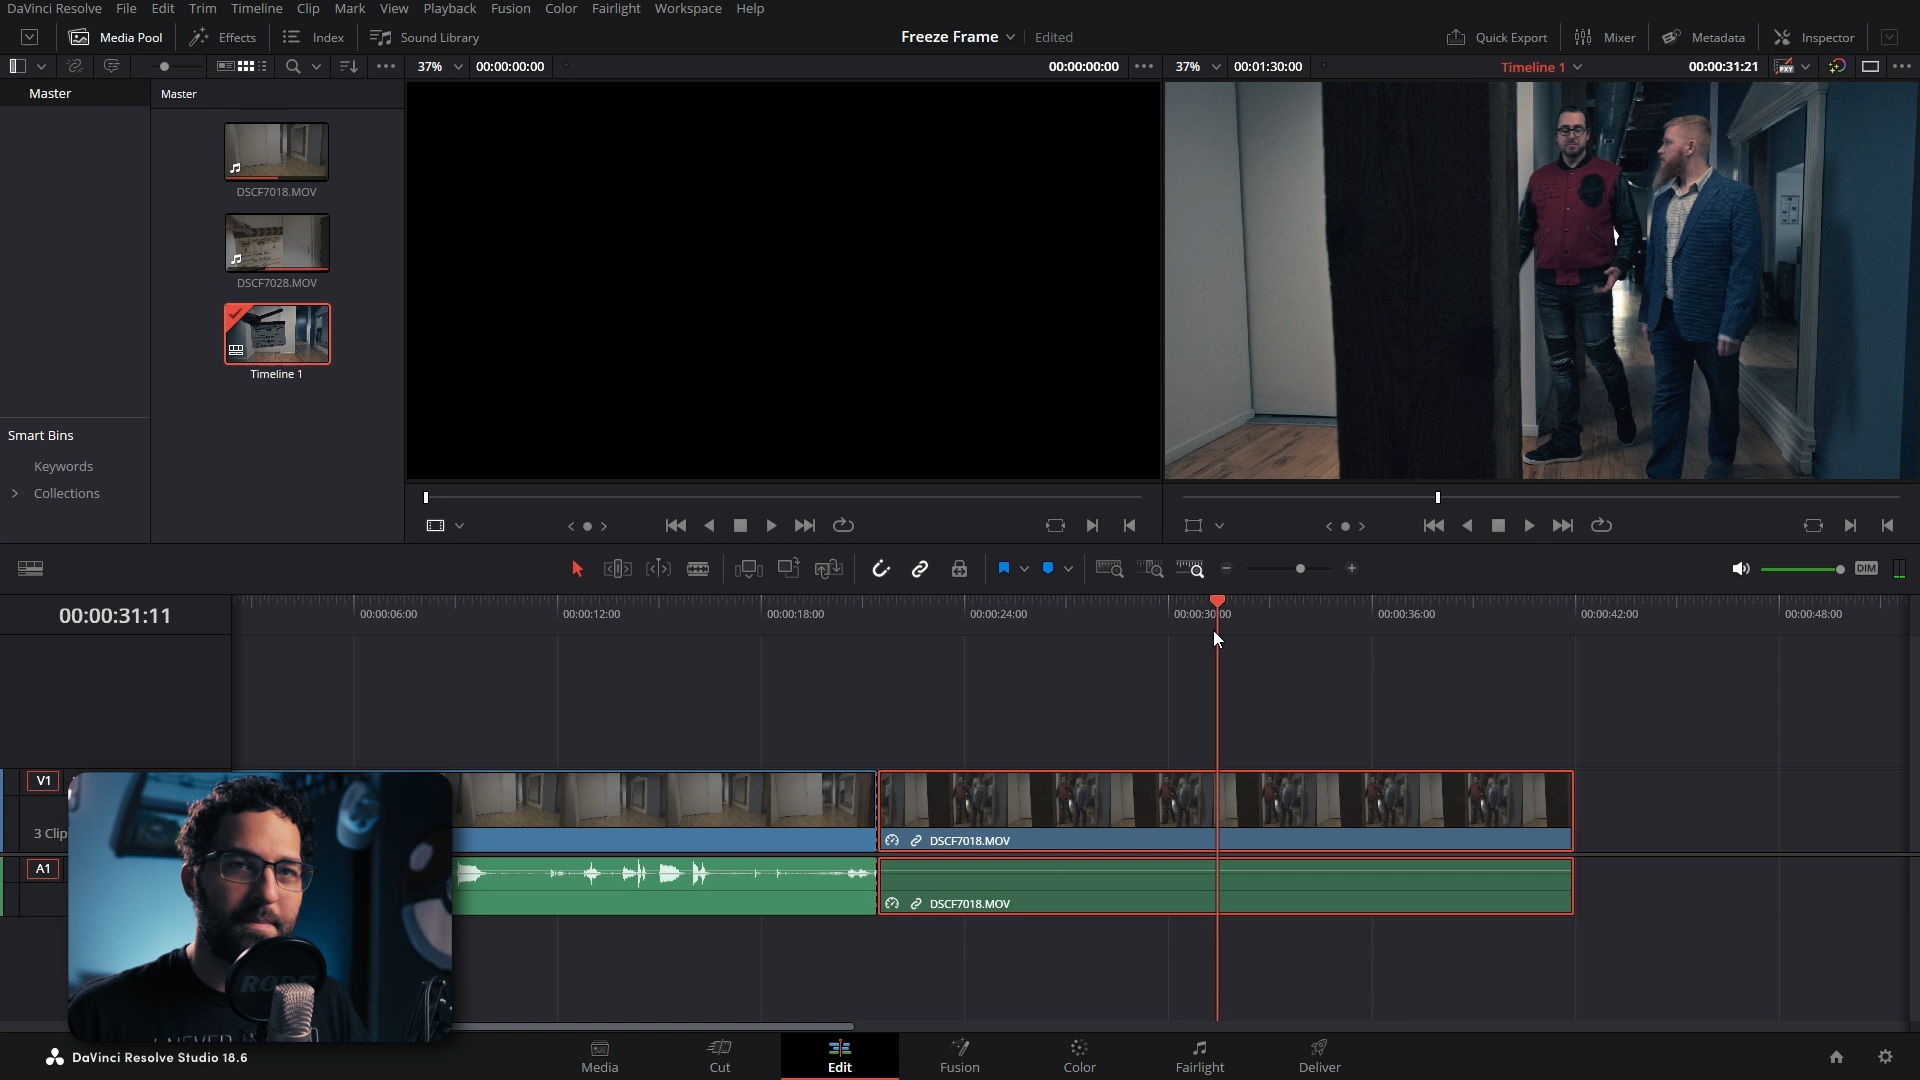 DaVinci Resolve File Edit Trim Timeline Clip Mark View Playback Fusion Color Fairlight Workspace Help
Media Pool Effects Index Sound Library Freeze Frame Edited Quick Export Mixer Metadata Inspector
37% 00:00:00:00 00:00:00:00 37% 00:01:30:00 Timeline 1 00:00:31:21 PXY
Master Master
DSCF7018.MOV
DSCF7028.MOV
Timeline 1
Smart Bins
Keywords
Collections
DIM
00:00:31:11 00:00:06:00 00:00:12:00 00:00:18:00 00:00:24:00 00:00:30:00 00:00:36:00 00:00:42:00 00:00:48:00
V1
3 Clip
DSCF7018.MOV
A1
DSCF7018.MOV
DaVinci Resolve Studio 18.6
Media Cut Edit Fusion Color Fairlight Deliver